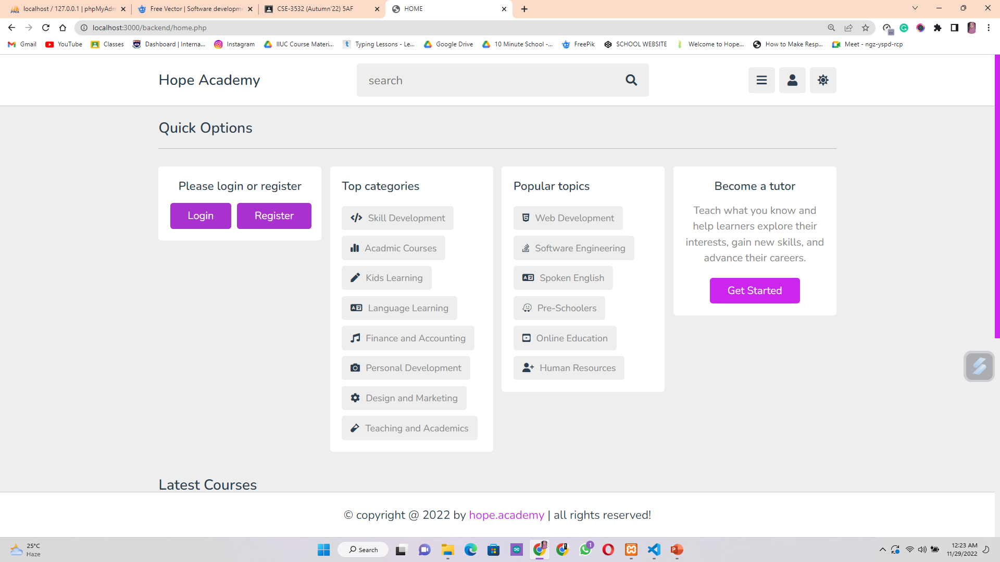 localhost / 127.0.0.1 | phpMyAdn
Free Vector | Software developme
CSE-3532 (Autumn'22) 5AF
HOME
localhost:3000/backend/home.php
Gmail
YouTube
Classes
Dashboard | Interna...
Instagram
IIUC Course Materi...
Typing Lessons - Le...
Google Drive
10 Minute School -...
FreePik
SCHOOL WEBSITE
Welcome to Hope...
How to Make Resp...
Meet - ngz-yspd-rcp
Hope Academy
search
Quick Options
Please login or register
Login
Register
Top categories
Skill Development
Acadmic Courses
Kids Learning
Language Learning
Finance and Accounting
Personal Development
Design and Marketing
Teaching and Academics
Popular topics
Web Development
Software Engineering
Spoken English
Pre-Schoolers
Online Education
Human Resources
Become a tutor
Teach what you know and
help learners explore their
interests, gain new skills, and
advance their careers.
Get Started
Latest Courses
© copyright @ 2022 by hope.academy | all rights reserved!
25°C
Haze
Search
1
12:23 AM
11/29/2022